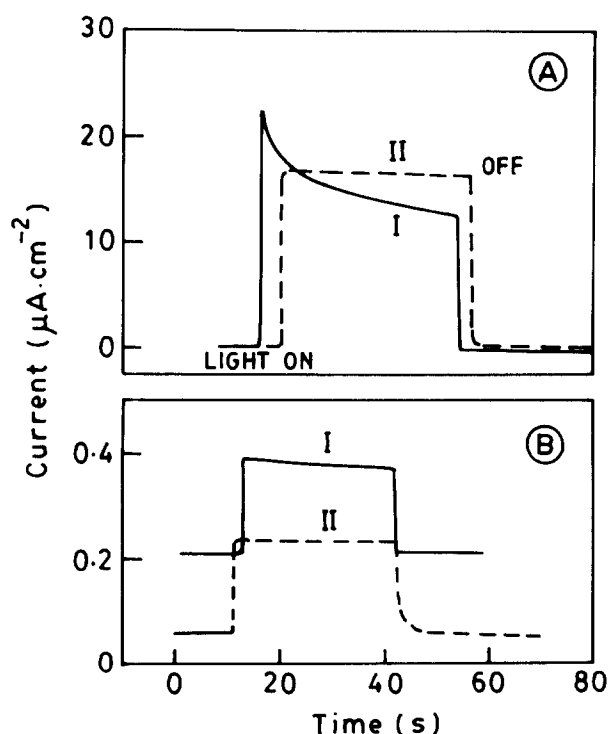 30
A
20
II
OFF
10
I
0
LIGHT ON
Current (μA·cm⁻²)
B
0·4
I
II
0·2
0
0 20 40 60 80
Time (s)